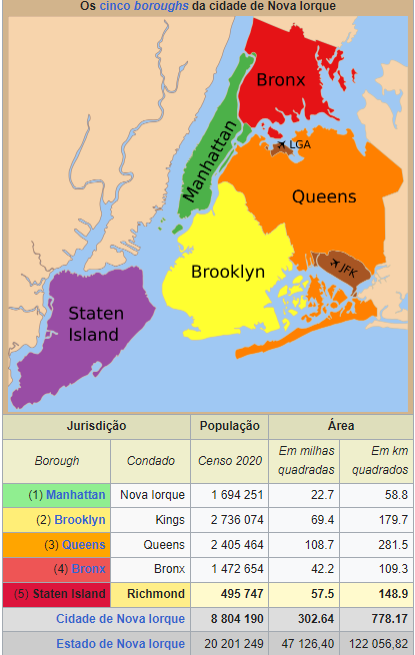 Os cinco boroughs da cidade de Nova Iorque
Bronx
Manhattan
LGA
Queens
Brooklyn
JFK
Staten
Island
Jurisdição População Área
Borough Condado Censo 2020 Em milhas quadradas Em km quadrados
(1) Manhattan Nova Iorque 1 694 251 22.7 58.8
(2) Brooklyn Kings 2 736 074 69.4 179.7
(3) Queens Queens 2 405 464 108.7 281.5
(4) Bronx Bronx 1 472 654 42.2 109.3
(5) Staten Island Richmond 495 747 57.5 148.9
Cidade de Nova Iorque 8 804 190 302.64 778.17
Estado de Nova Iorque 20 201 249 47 126,40 122 056,82